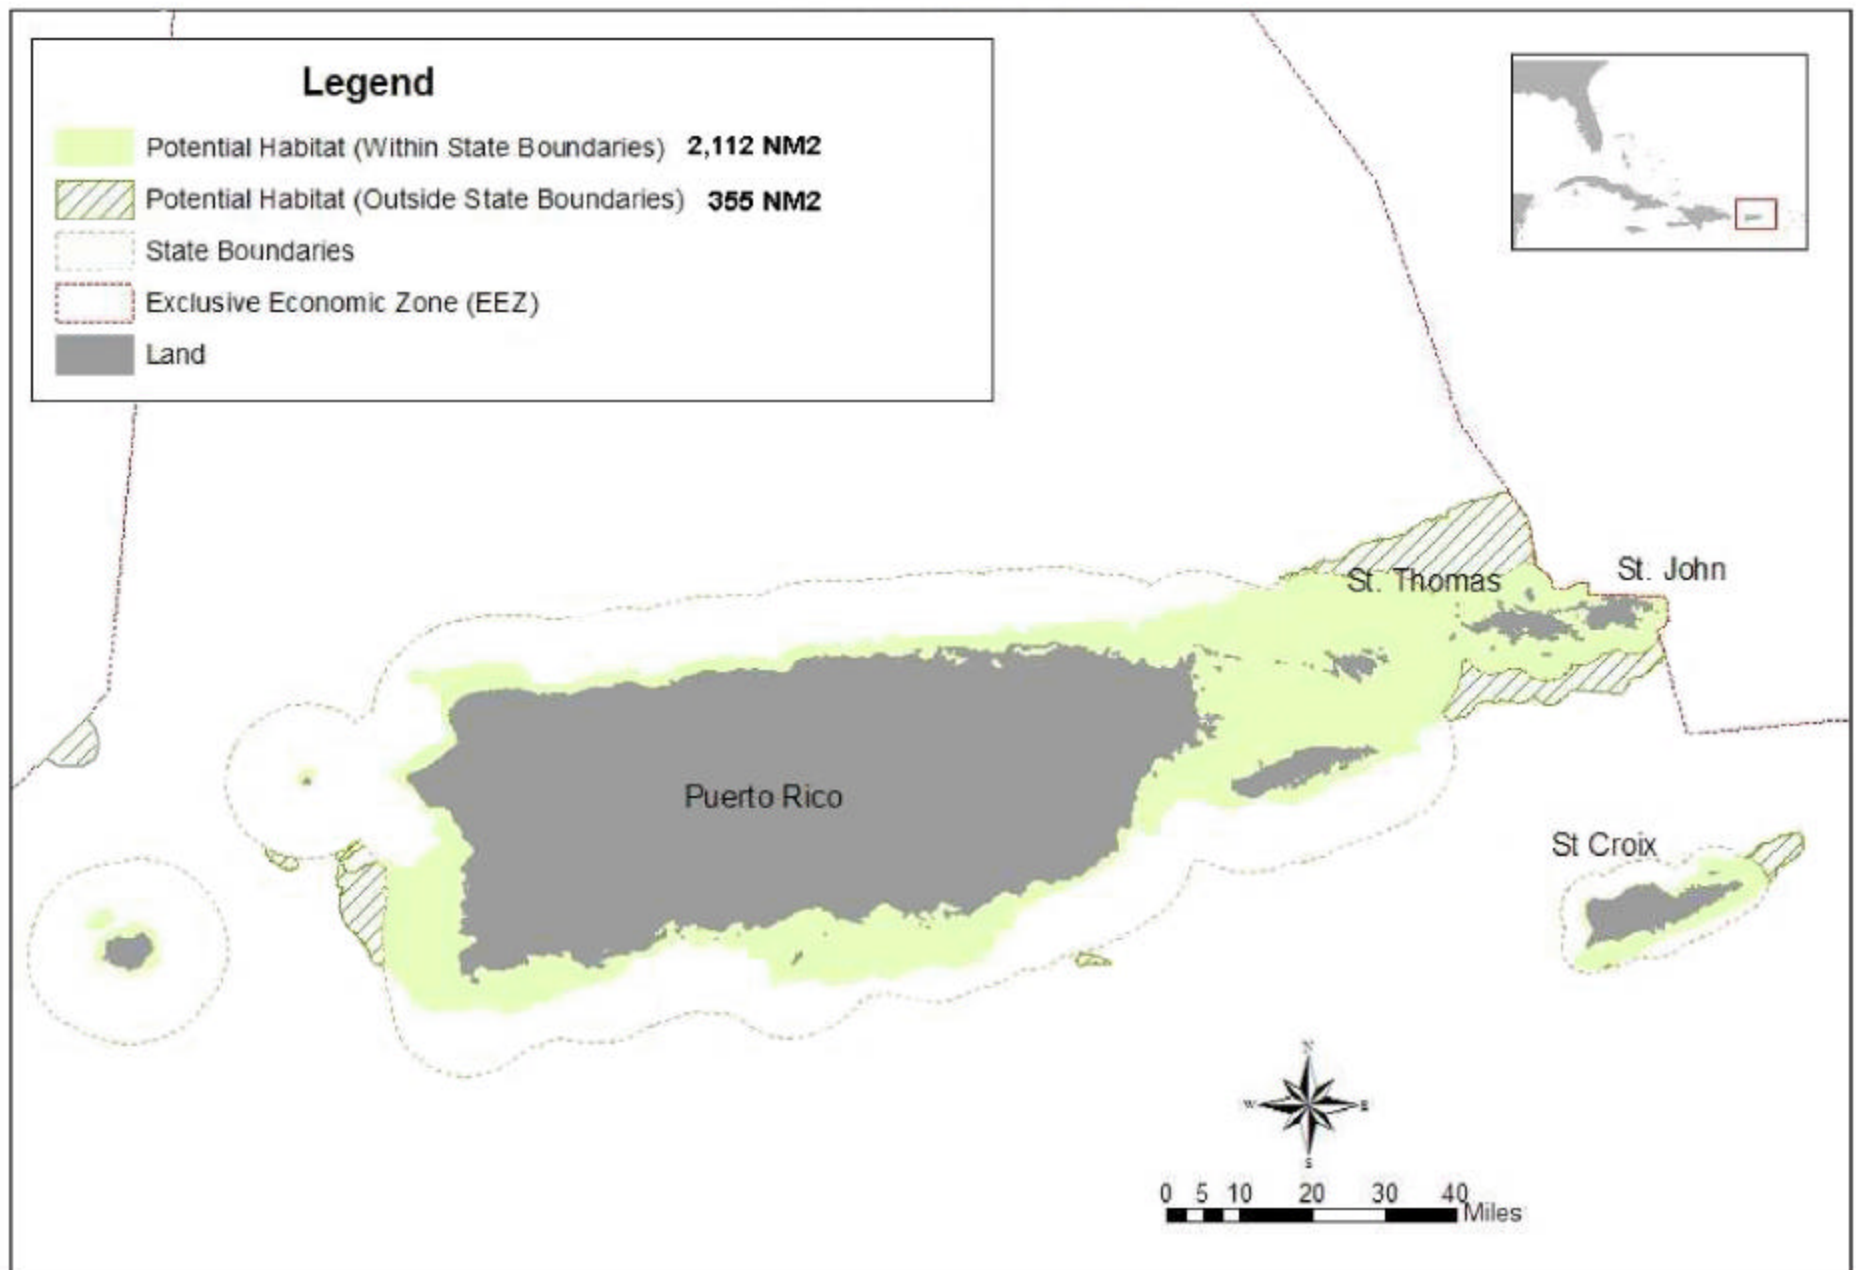 Legend
Potential Habitat (Within State Boundaries) 2,112 NM2
Potential Habitat (Outside State Boundaries) 355 NM2
State Boundaries
Exclusive Economic Zone (EEZ)
Land
St. Thomas
St. John
Puerto Rico
St Croix
N
W
E
S
0 5 10 20 30 40
Miles